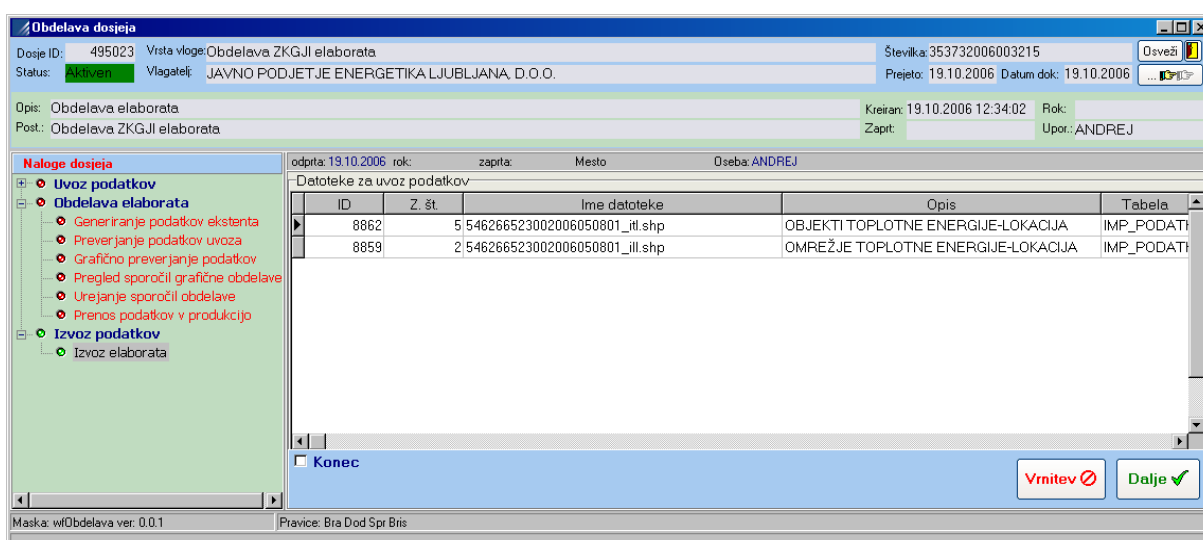 Obdelava dosjeja
Dosje ID: 495023 Vrsta vloge: Obdelava ZKGJI elaborata Številka: 353732006003215 Osveži
Status: Aktiven Vlagatelj: JAVNO PODJETJE ENERGETIKA LJUBLJANA, D.O.O. Prejeto: 19.10.2006 Datum dok: 19.10.2006 ...
Opis: Obdelava elaborata Kreiran: 19.10.2006 12:34:02 Rok:
Post.: Obdelava ZKGJI elaborata Zaprt: Upor.: ANDREJ
Naloge dosjeja
odprta: 19.10.2006 rok: zaprta: Mesto Oseba: ANDREJ
Uvoz podatkov
Obdelava elaborata
Generiranje podatkov ekstenta
Preverjanje podatkov uvoza
Grafično preverjanje podatkov
Pregled sporočil grafične obdelave
Urejanje sporočil obdelave
Prenos podatkov v produkcijo
Izvoz podatkov
Izvoz elaborata
Datoteke za uvoz podatkov
ID Z. št. Ime datoteke Opis Tabela
8862 5 546266523002006050801_itl.shp OBJEKTI TOPLOTNE ENERGIJE-LOKACIJA IMP_PODATK
8859 2 546266523002006050801_ill.shp OMREŽJE TOPLOTNE ENERGIJE-LOKACIJA IMP_PODATK
Konec
Vrnitev Dalje
Maska: wfObdelava ver: 0.0.1 Pravice: Bra Dod Spr Bris